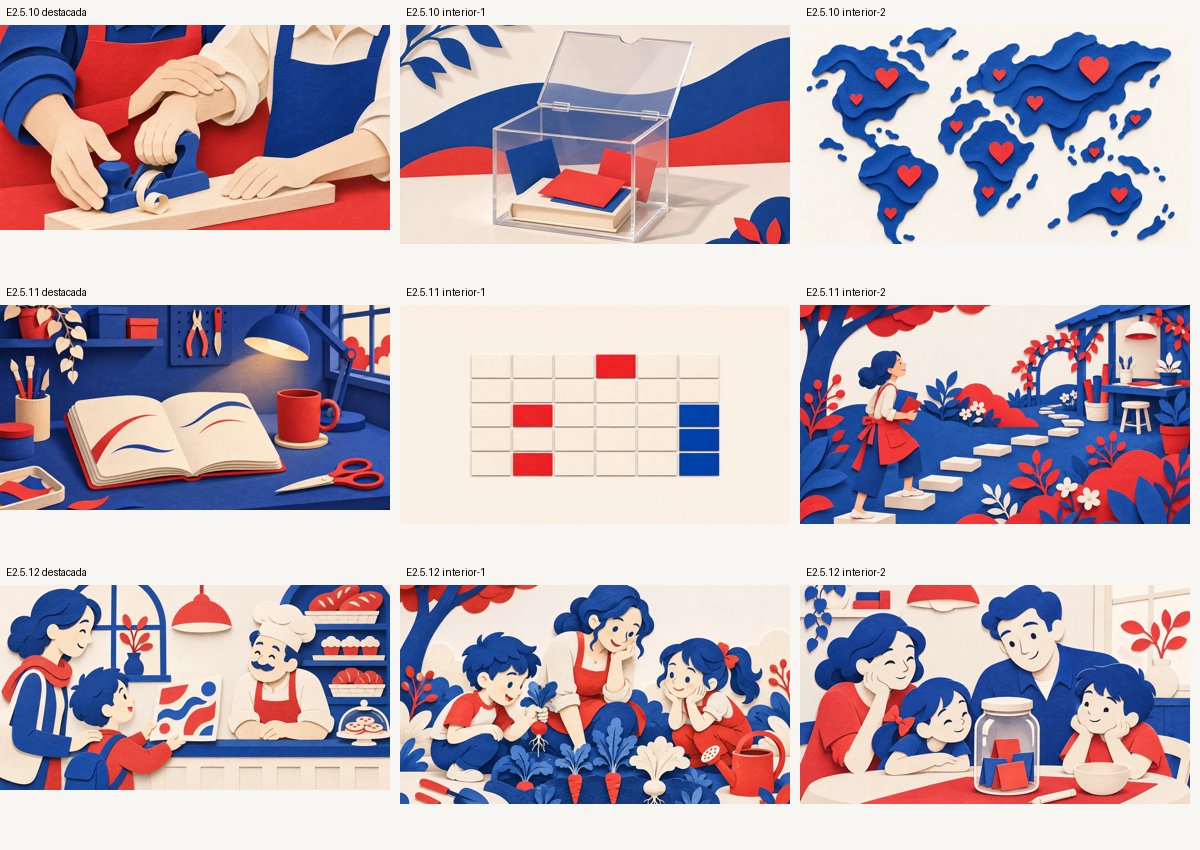 E2.5.10 destacada
E2.5.10 interior-1
E2.5.10 interior-2
E2.5.11 destacada
E2.5.11 interior-1
E2.5.11 interior-2
E2.5.12 destacada
E2.5.12 interior-1
E2.5.12 interior-2